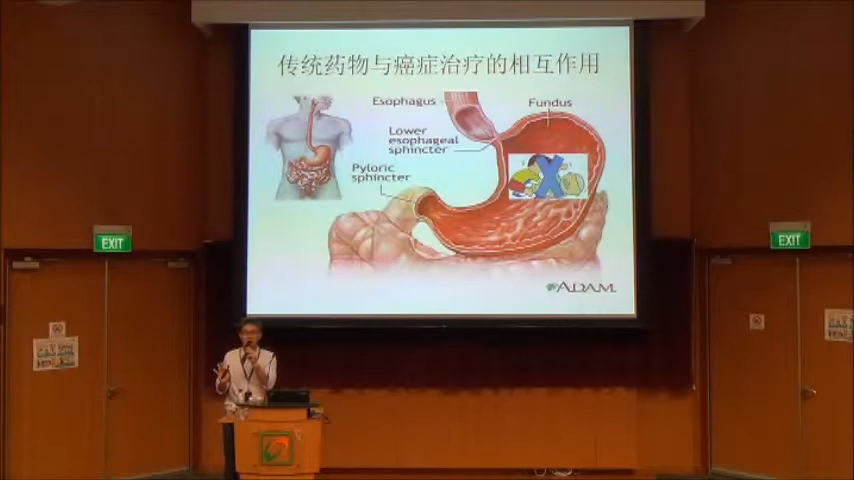 传统药物与癌症治疗的相互作用
Esophagus
Fundus
Lower
esophageal
sphincter
Pyloric
sphincter
ADAM.
EXIT
EXIT